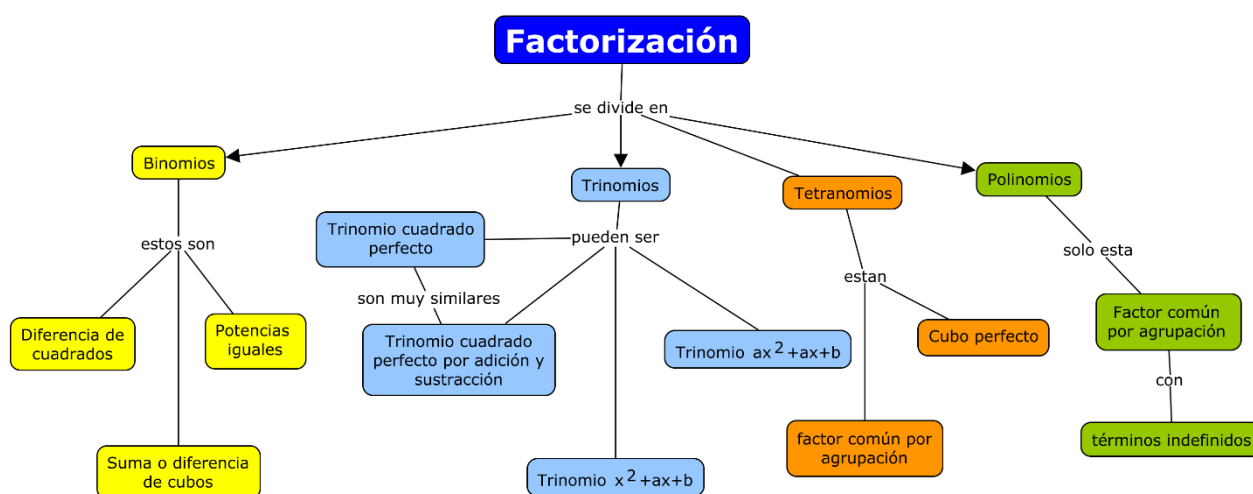 Factorización
se divide en
Binomios
estos son
Diferencia de
cuadrados
Potencias
iguales
Suma o diferencia
de cubos
Trinomios
pueden ser
Trinomio cuadrado
perfecto
son muy similares
Trinomio cuadrado
perfecto por adición y
sustracción
Trinomio x²+ax+b
Trinomio ax²+ax+b
Tetranomios
estan
factor común por
agrupación
Cubo perfecto
Polinomios
solo esta
Factor común
por agrupación
con
términos indefinidos